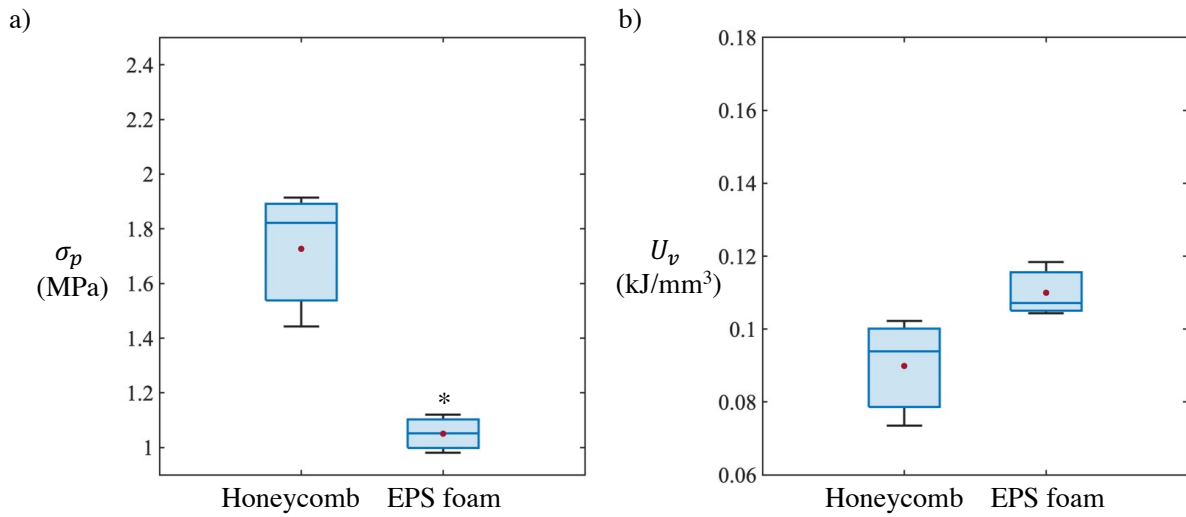 a)
2.4
2.2
2
1.8
1.6
1.4
1.2
1
σₚ
(MPa)
*
Honeycomb EPS foam
b)
0.18
0.16
0.14
0.12
0.1
0.08
0.06
Uᵥ
(kJ/mm³)
Honeycomb EPS foam